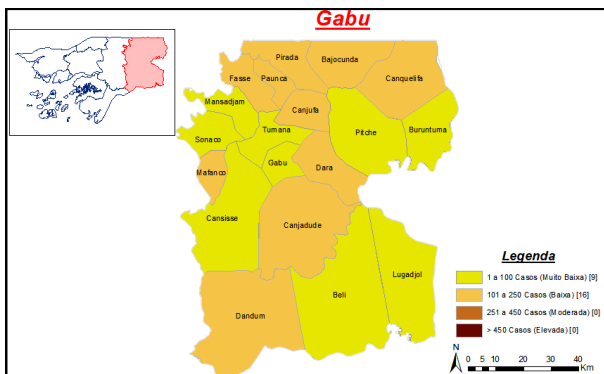 Gabu
Pirada
Bajocunda
Fasse
Paunca
Canquelifa
Mansadjam
Canjufa
Tumana
Pitche
Buruntuma
Sonaco
Gabu
Dara
Mafanco
Cansisse
Canjadude
Lugadjol
Beli
Dandum
Legenda
1 a 100 Casos (Muito Baixa) [9]
101 a 250 Casos (Baixa) [16]
251 a 450 Casos (Moderada) [0]
> 450 Casos (Elevada) [0]
N
0 5 10 20 30 40
Km